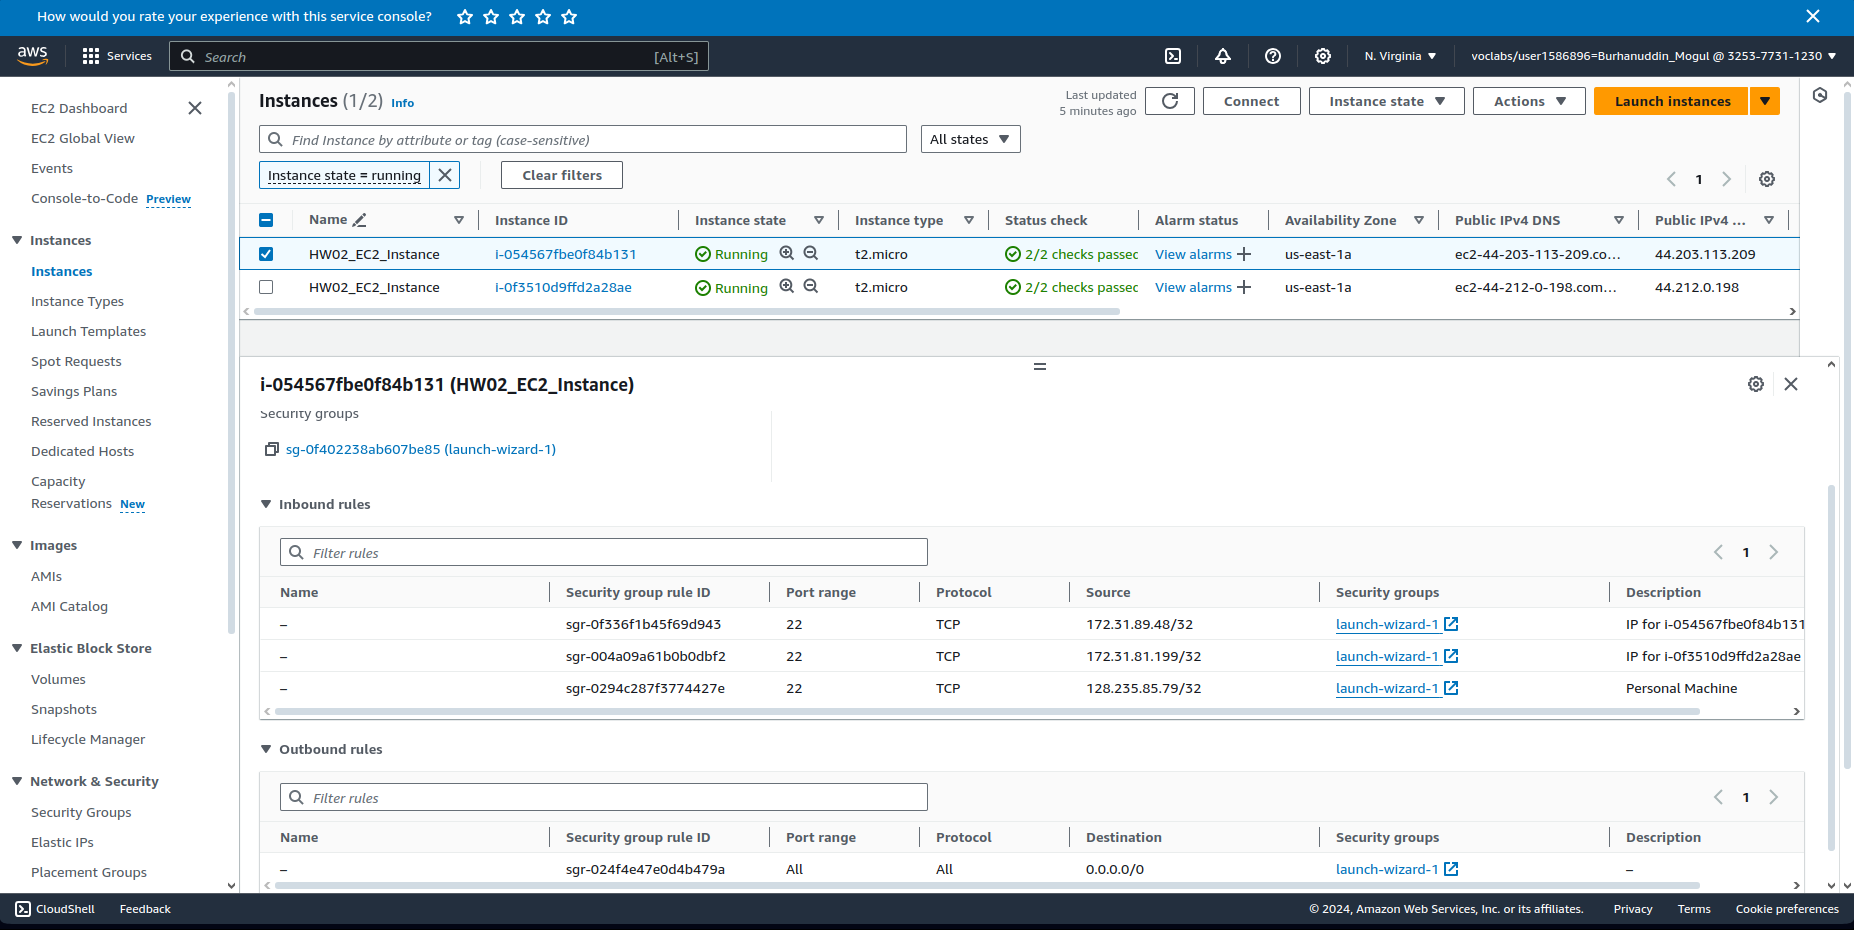 How would you rate your experience with this service console?
aws Services Search [Alt+S] N. Virginia voclabs/user1586896=Burhanuddin_Mogul @ 3253-7731-1230
EC2 Dashboard
EC2 Global View
Events
Console-to-Code Preview
Instances
Instances
Instance Types
Launch Templates
Spot Requests
Savings Plans
Reserved Instances
Dedicated Hosts
Capacity
Reservations New
Images
AMIs
AMI Catalog
Elastic Block Store
Volumes
Snapshots
Lifecycle Manager
Network & Security
Security Groups
Elastic IPs
Placement Groups
Instances (1/2) Info
Last updated
5 minutes ago
Connect Instance state Actions Launch instances
Find Instance by attribute or tag (case-sensitive) All states
Instance state = running Clear filters
1
Name Instance ID Instance state Instance type Status check Alarm status Availability Zone Public IPv4 DNS Public IPv4 ...
HW02_EC2_Instance i-054567fbe0f84b131 Running t2.micro 2/2 checks passec View alarms us-east-1a ec2-44-203-113-209.co... 44.203.113.209
HW02_EC2_Instance i-0f3510d9ffd2a28ae Running t2.micro 2/2 checks passec View alarms us-east-1a ec2-44-212-0-198.com... 44.212.0.198
i-054567fbe0f84b131 (HW02_EC2_Instance)
Security groups
sg-0f402238ab607be85 (launch-wizard-1)
Inbound rules
Filter rules 1
Name Security group rule ID Port range Protocol Source Security groups Description
– sgr-0f336f1b45f69d943 22 TCP 172.31.89.48/32 launch-wizard-1 IP for i-054567fbe0f84b131
– sgr-004a09a61b0b0dbf2 22 TCP 172.31.81.199/32 launch-wizard-1 IP for i-0f3510d9ffd2a28ae
– sgr-0294c287f3774427e 22 TCP 128.235.85.79/32 launch-wizard-1 Personal Machine
Outbound rules
Filter rules 1
Name Security group rule ID Port range Protocol Destination Security groups Description
– sgr-024f4e47e0d4b479a All All 0.0.0.0/0 launch-wizard-1 –
CloudShell Feedback © 2024, Amazon Web Services, Inc. or its affiliates. Privacy Terms Cookie preferences